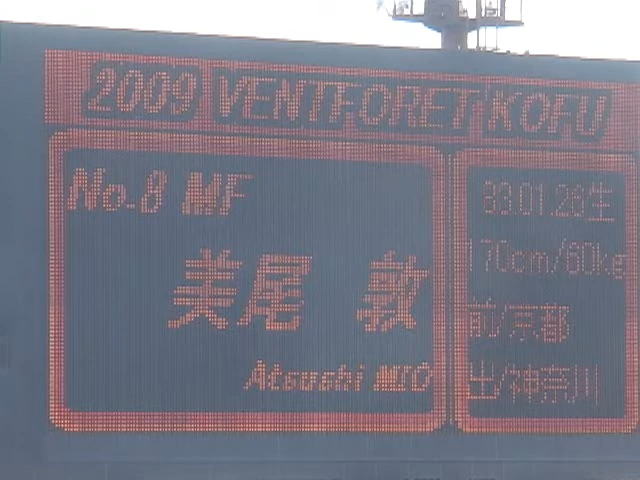 2009 VENTFORET KOFU
No.8 MF
美尾 敦
Atsushi MIO
83.01.28生
170cm/60kg
前/京都
出/神奈川